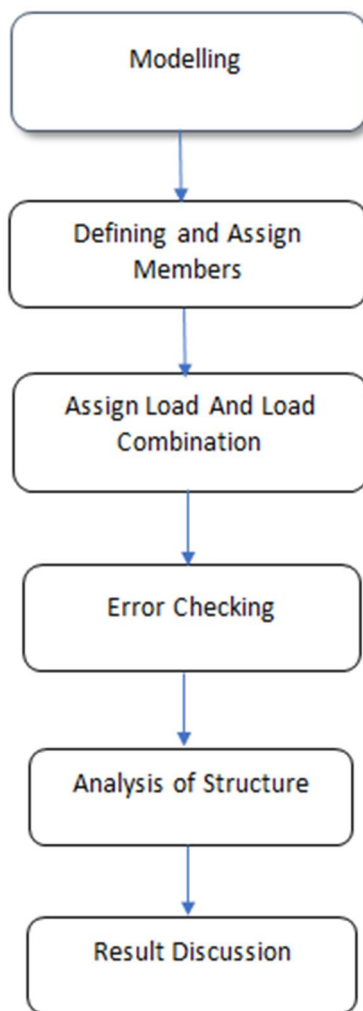 Modelling
Defining and Assign
Members
Assign Load And Load
Combination
Error Checking
Analysis of Structure
Result Discussion